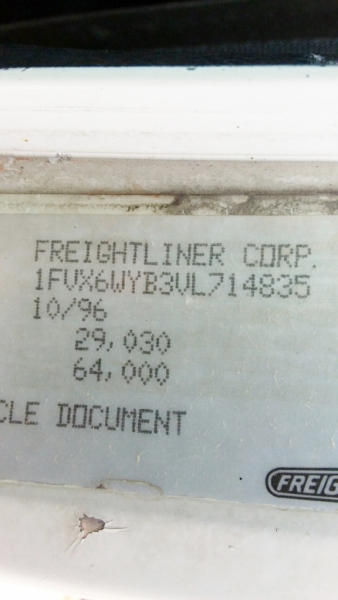 FREIGHTLINER CORP.
1FVX6WYB3VL714835
10/96
29,030
64,000
CLE DOCUMENT
FREIG